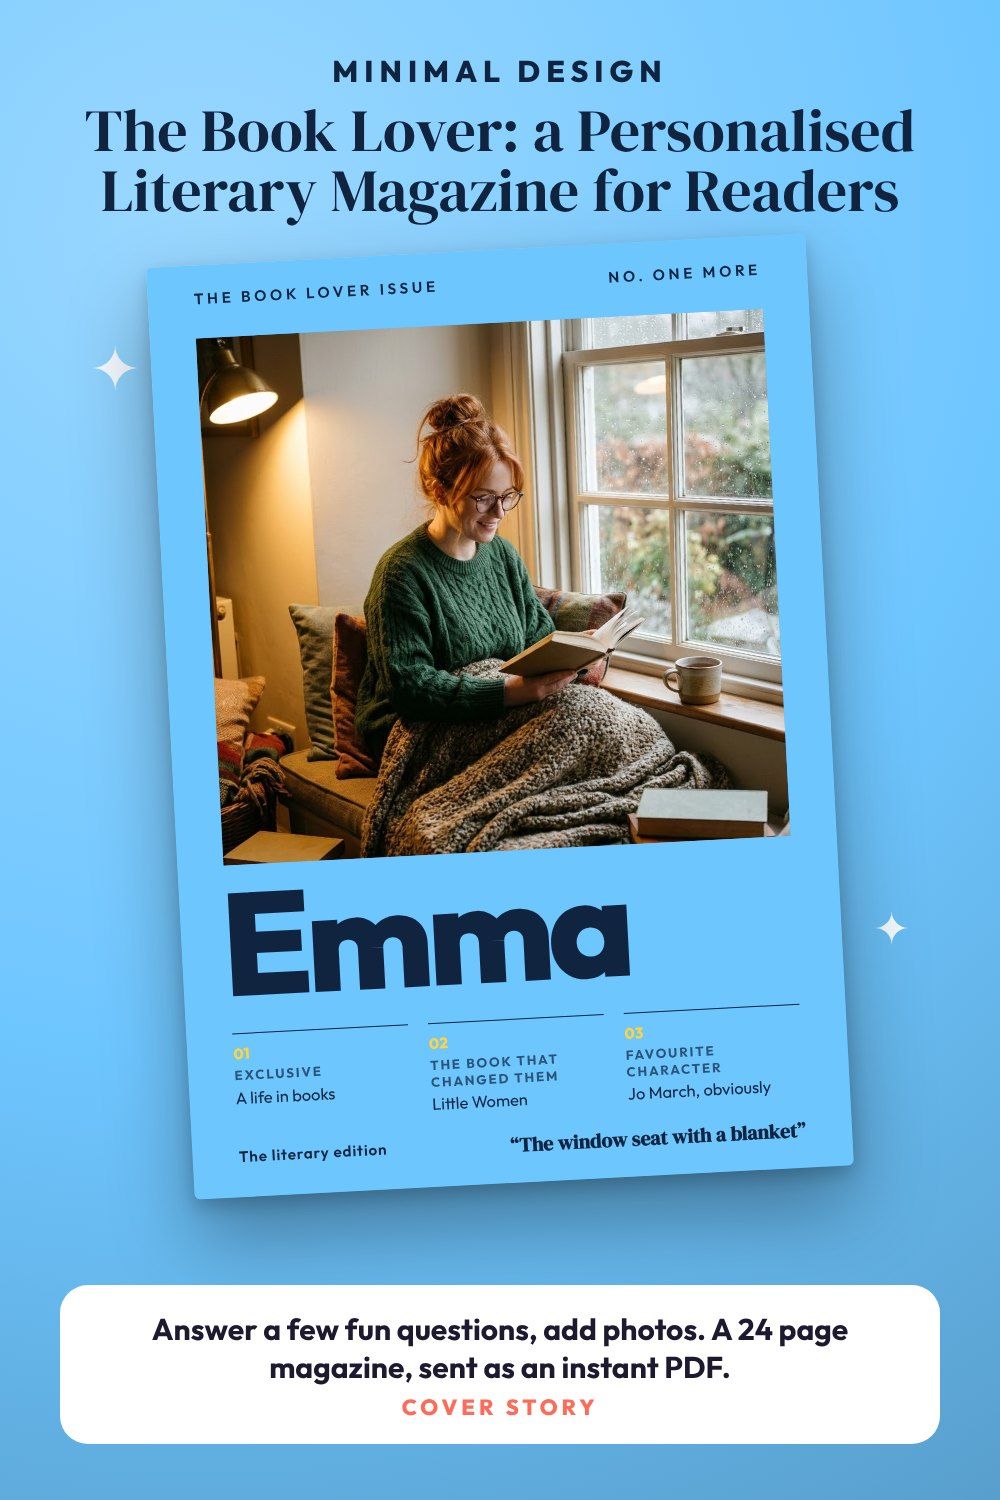 MINIMAL DESIGN
The Book Lover: a Personalised
Literary Magazine for Readers
THE BOOK LOVER ISSUE
NO. ONE MORE
Emma
01
EXCLUSIVE
A life in books
02
THE BOOK THAT
CHANGED THEM
Little Women
03
FAVOURITE
CHARACTER
Jo March, obviously
The literary edition
“The window seat with a blanket”
Answer a few fun questions, add photos. A 24 page
magazine, sent as an instant PDF.
COVER STORY